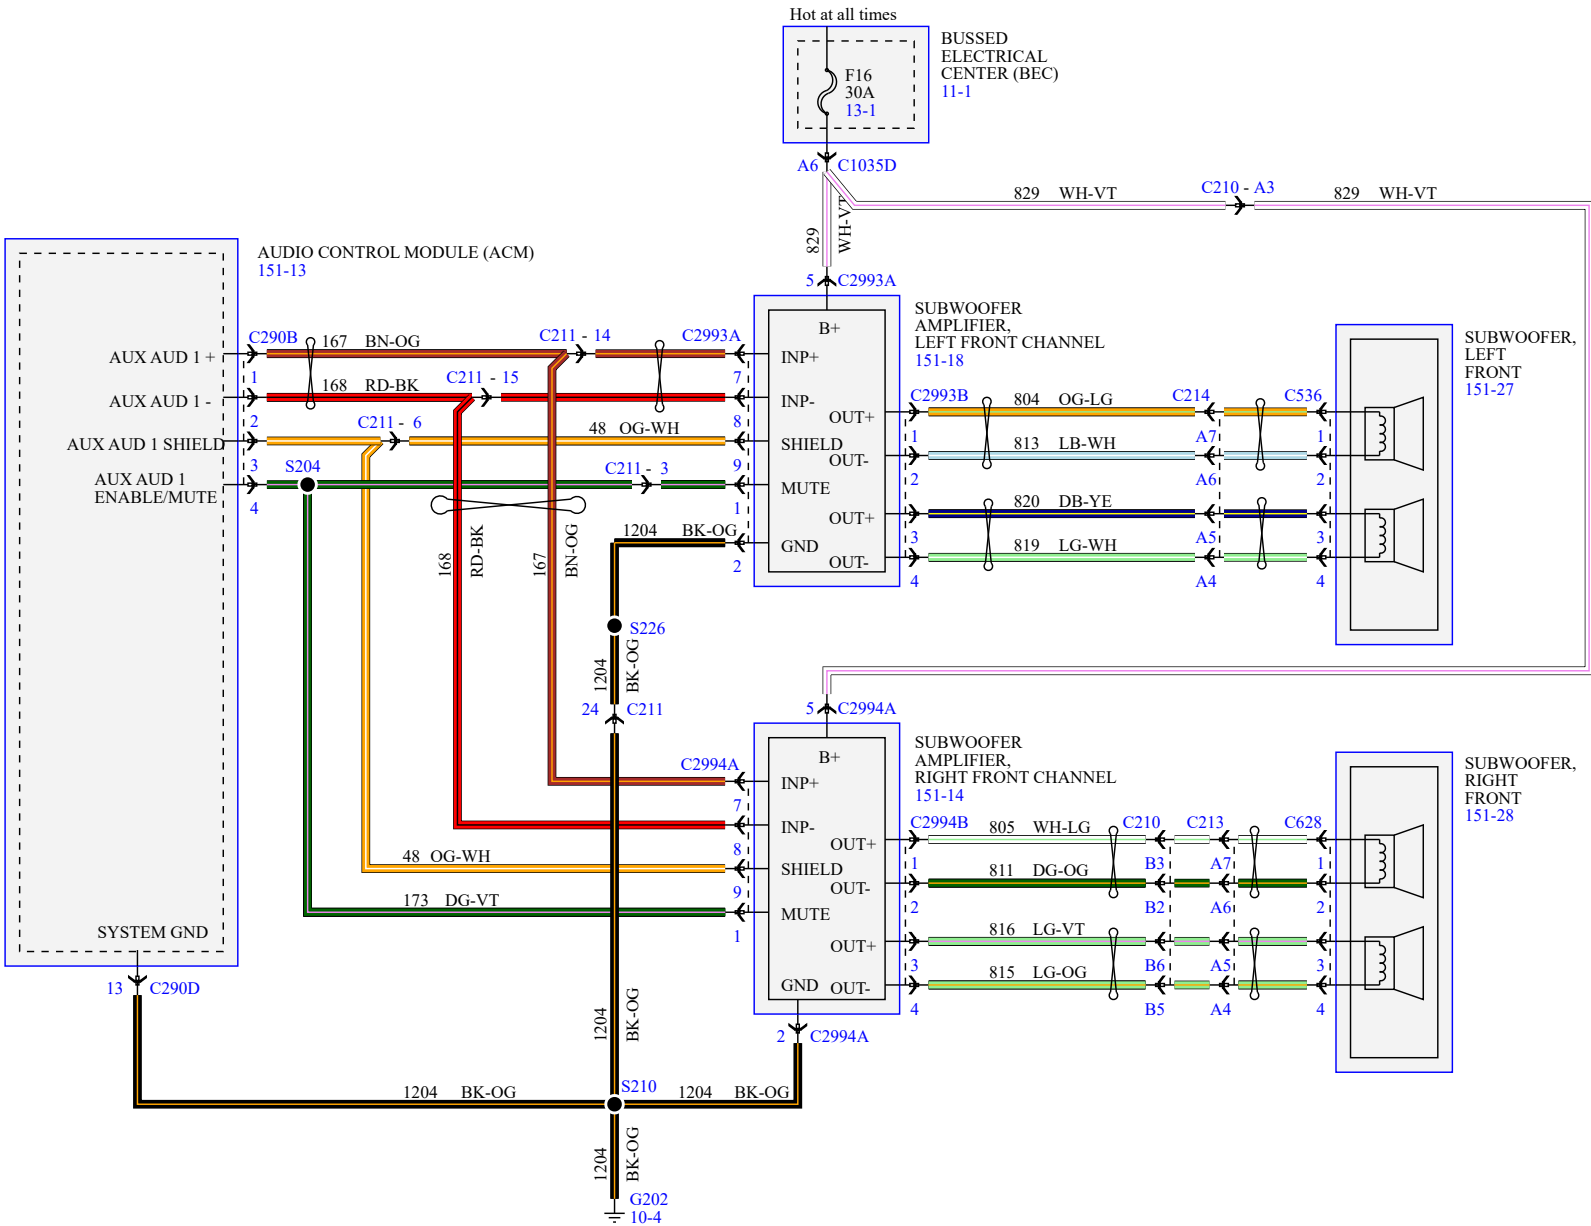 Hot at all times
BUSSED
ELECTRICAL
CENTER (BEC)
11-1
F16
30A
13-1
A6 C1035D
829 WH-VT
C210 - A3
829 WH-VT
829
WH-VT
5 C2993A
AUDIO CONTROL MODULE (ACM)
151-13
AUX AUD 1 +
AUX AUD 1 -
AUX AUD 1 SHIELD
AUX AUD 1
ENABLE/MUTE
SYSTEM GND
C290B
1
2
3
4
167 BN-OG
168 RD-BK
C211 - 14
C211 - 15
C211 - 6
48 OG-WH
S204
C211 - 3
C2993A
7
8
9
1
2
168
RD-BK
167
BN-OG
1204 BK-OG
S226
1204
BK-OG
24 C211
SUBWOOFER
AMPLIFIER,
LEFT FRONT CHANNEL
151-18
B+
INP+
INP-
SHIELD
MUTE
GND
OUT+
OUT-
OUT+
OUT-
C2993B
1
2
3
4
804 OG-LG
813 LB-WH
820 DB-YE
819 LG-WH
C214
A7
A6
A5
A4
C536
1
2
3
4
SUBWOOFER,
LEFT
FRONT
151-27
5 C2994A
SUBWOOFER
AMPLIFIER,
RIGHT FRONT CHANNEL
151-14
B+
INP+
INP-
SHIELD
MUTE
GND
OUT+
OUT-
OUT+
OUT-
C2994A
7
8
9
1
48 OG-WH
173 DG-VT
C2994B
1
2
3
4
805 WH-LG
811 DG-OG
816 LG-VT
815 LG-OG
C210
B3
B2
B6
B5
C213
A7
A6
A5
A4
C628
1
2
3
4
SUBWOOFER,
RIGHT
FRONT
151-28
13 C290D
1204
BK-OG
2 C2994A
1204 BK-OG
S210
1204 BK-OG
1204
BK-OG
G202
10-4